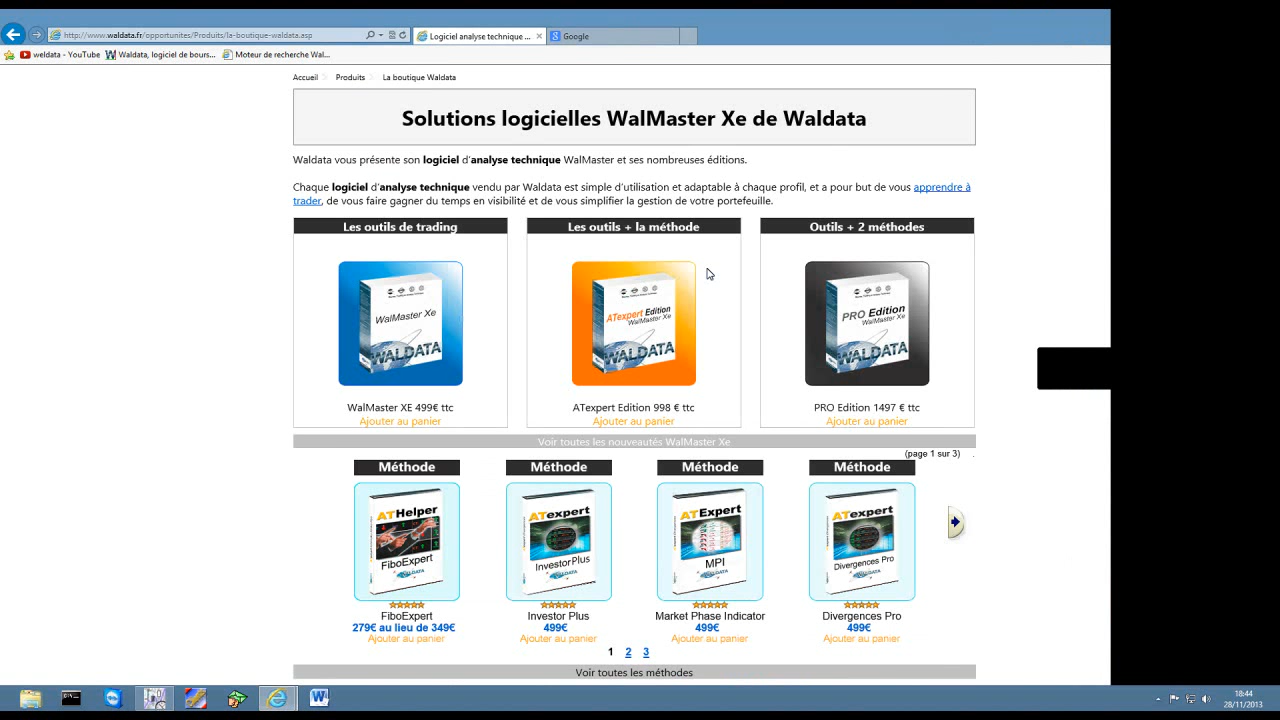 http://www.waldata.fr/opportunites/Produits/la-boutique-waldata.asp
Logiciel analyse technique ...
Google
weldata - YouTube
Waldata, logiciel de bours...
Moteur de recherche Wal...
Accueil
Produits
La boutique Waldata
Solutions logicielles WalMaster Xe de Waldata
Waldata vous présente son logiciel d'analyse technique WalMaster et ses nombreuses éditions.
Chaque logiciel d'analyse technique vendu par Waldata est simple d'utilisation et adaptable à chaque profil, et a pour but de vous apprendre à
trader, de vous faire gagner du temps en visibilité et de vous simplifier la gestion de votre portefeuille.
Les outils de trading
Les outils + la méthode
Outils + 2 méthodes
WalMaster Xe
WALDATA
ATexpert Edition
WalMaster Xe
WALDATA
PRO Edition
WalMaster Xe
WALDATA
WalMaster XE 499€ ttc
ATexpert Edition 998 € ttc
PRO Edition 1497 € ttc
Ajouter au panier
Ajouter au panier
Ajouter au panier
Voir toutes les nouveautés WalMaster Xe
(page 1 sur 3)
.
Méthode
Méthode
Méthode
Méthode
ATHelper
FiboExpert
WALDATA
ATexpert
InvestorPlus
WALDATA
ATExpert
MPI
WALDATA
ATexpert
Divergences Pro
WALDATA
FiboExpert
Investor Plus
Market Phase Indicator
Divergences Pro
279€ au lieu de 349€
499€
499€
499€
Ajouter au panier
Ajouter au panier
Ajouter au panier
Ajouter au panier
1 2 3
Voir toutes les méthodes
18:44
28/11/2013